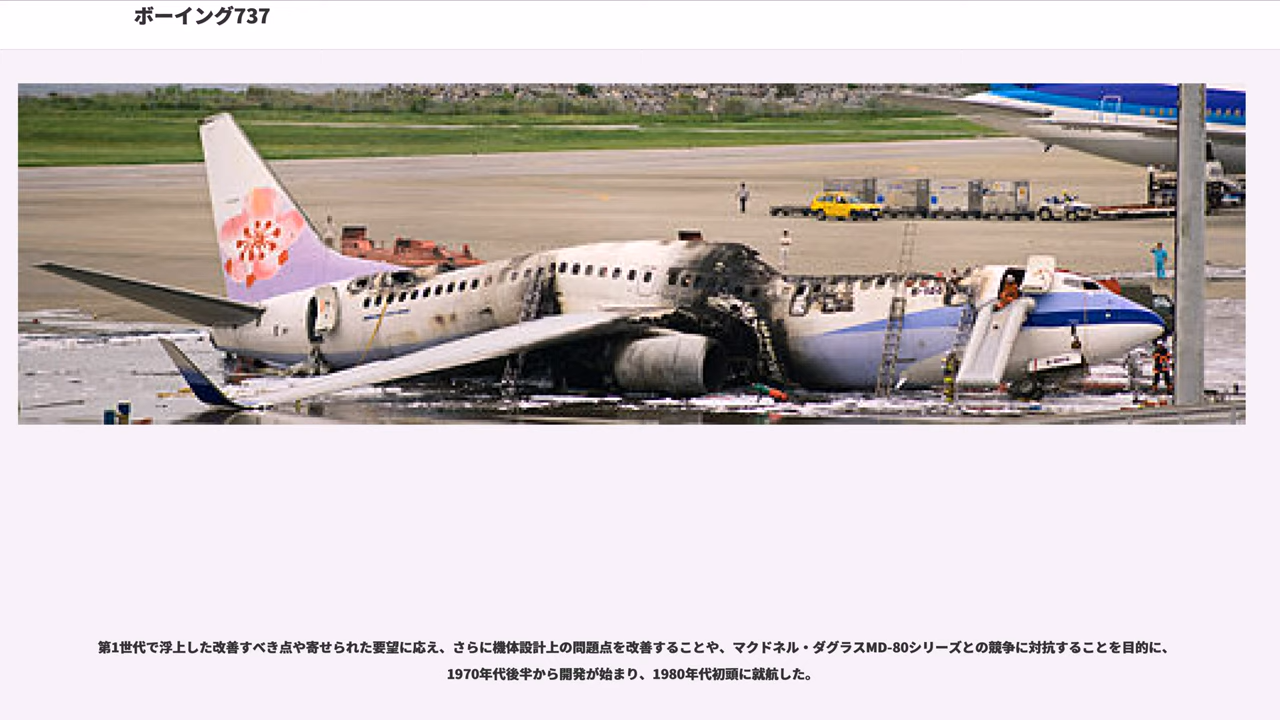 ボーイング737
第1世代で浮上した改善すべき点や寄せられた要望に応え、さらに機体設計上の問題点を改善することや、マクドネル・ダグラスMD-80シリーズとの競争に対抗することを目的に、
1970年代後半から開発が始まり、1980年代初頭に就航した。